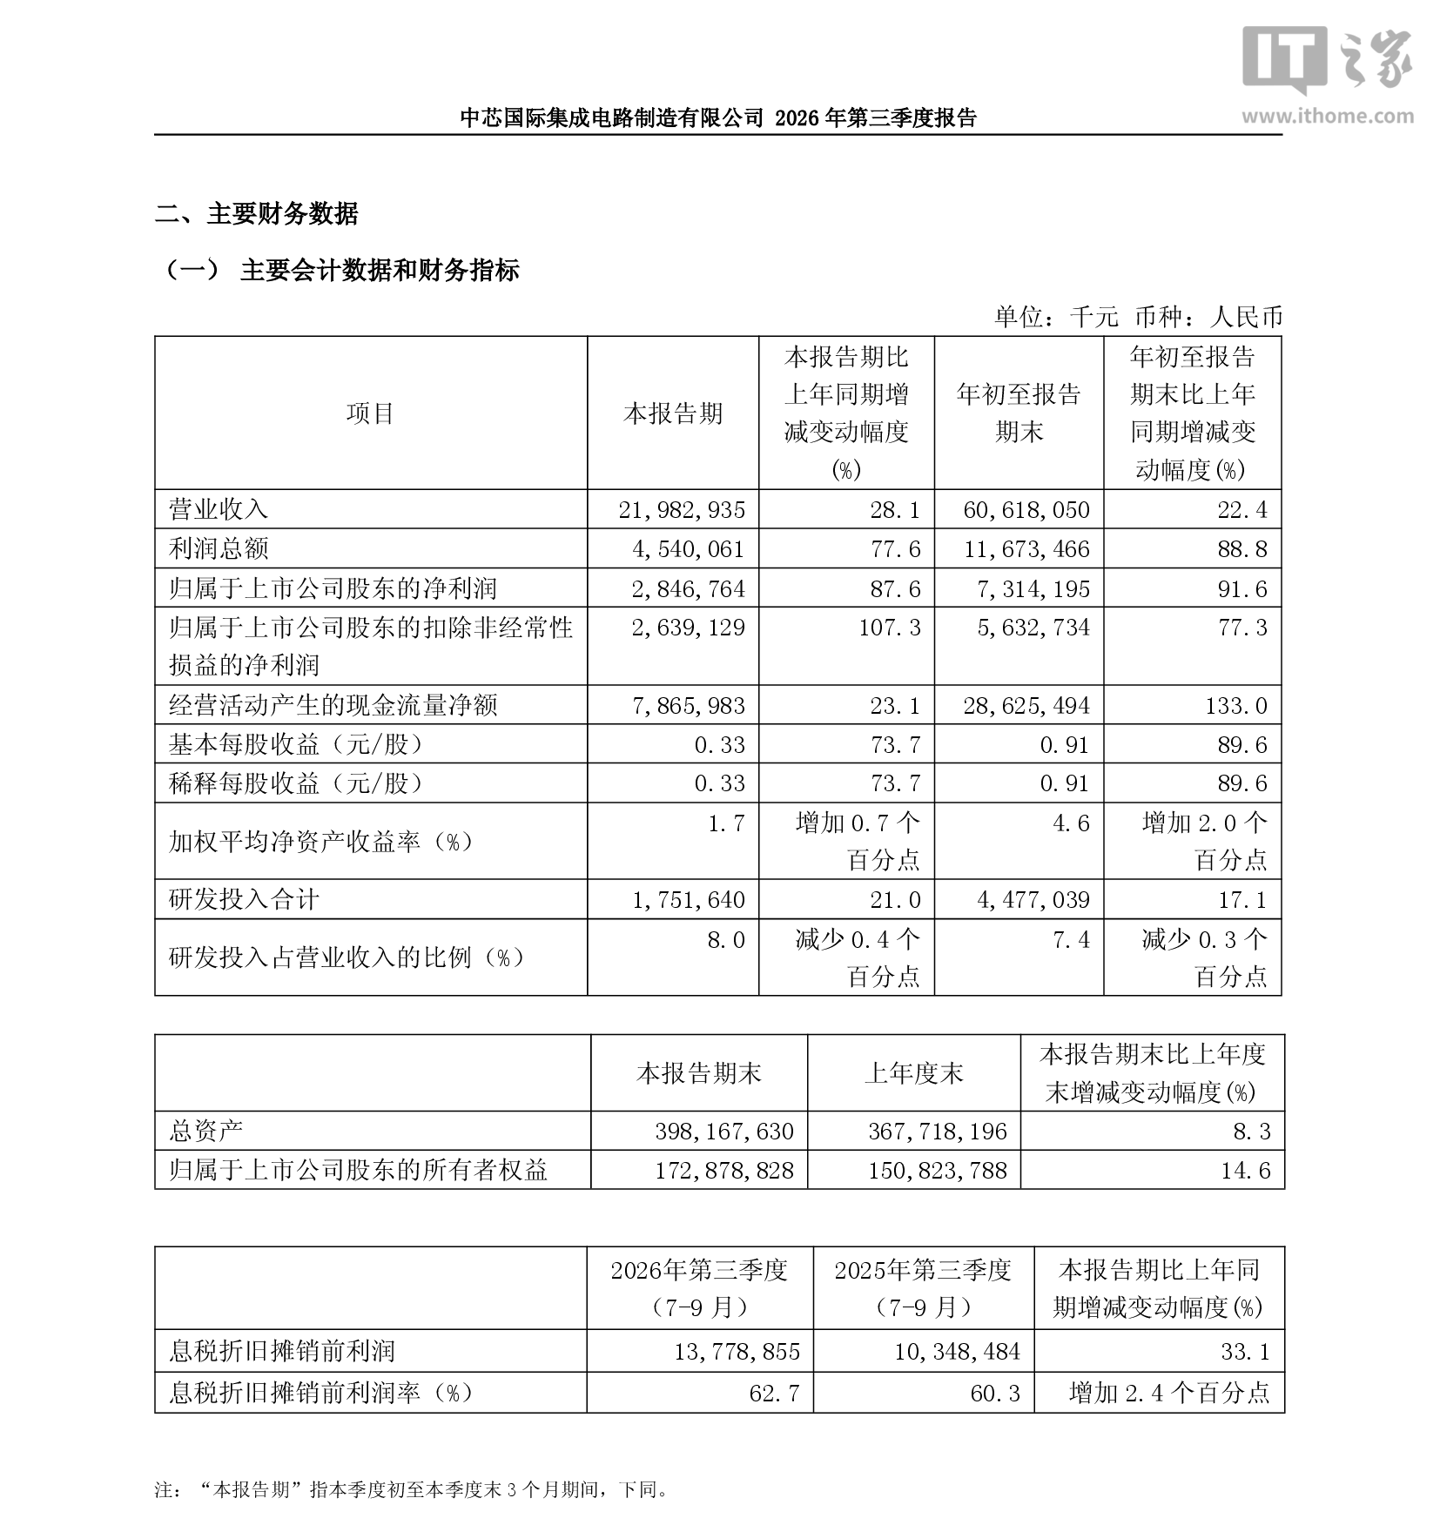 IT之家
www.ithome.com
中芯国际集成电路制造有限公司 2026 年第三季度报告
二、主要财务数据
（一） 主要会计数据和财务指标
单位：千元 币种：人民币
项目 本报告期 本报告期比上年同期增减变动幅度(%) 年初至报告期末 年初至报告期末比上年同期增减变动幅度(%)
营业收入 21,982,935 28.1 60,618,050 22.4
利润总额 4,540,061 77.6 11,673,466 88.8
归属于上市公司股东的净利润 2,846,764 87.6 7,314,195 91.6
归属于上市公司股东的扣除非经常性损益的净利润 2,639,129 107.3 5,632,734 77.3
经营活动产生的现金流量净额 7,865,983 23.1 28,625,494 133.0
基本每股收益（元/股） 0.33 73.7 0.91 89.6
稀释每股收益（元/股） 0.33 73.7 0.91 89.6
加权平均净资产收益率（%） 1.7 增加 0.7 个百分点 4.6 增加 2.0 个百分点
研发投入合计 1,751,640 21.0 4,477,039 17.1
研发投入占营业收入的比例（%） 8.0 减少 0.4 个百分点 7.4 减少 0.3 个百分点
本报告期末 上年度末 本报告期末比上年度末增减变动幅度(%)
总资产 398,167,630 367,718,196 8.3
归属于上市公司股东的所有者权益 172,878,828 150,823,788 14.6
2026年第三季度（7-9 月） 2025年第三季度（7-9 月） 本报告期比上年同期增减变动幅度(%)
息税折旧摊销前利润 13,778,855 10,348,484 33.1
息税折旧摊销前利润率（%） 62.7 60.3 增加 2.4 个百分点
注：“本报告期”指本季度初至本季度末 3 个月期间，下同。